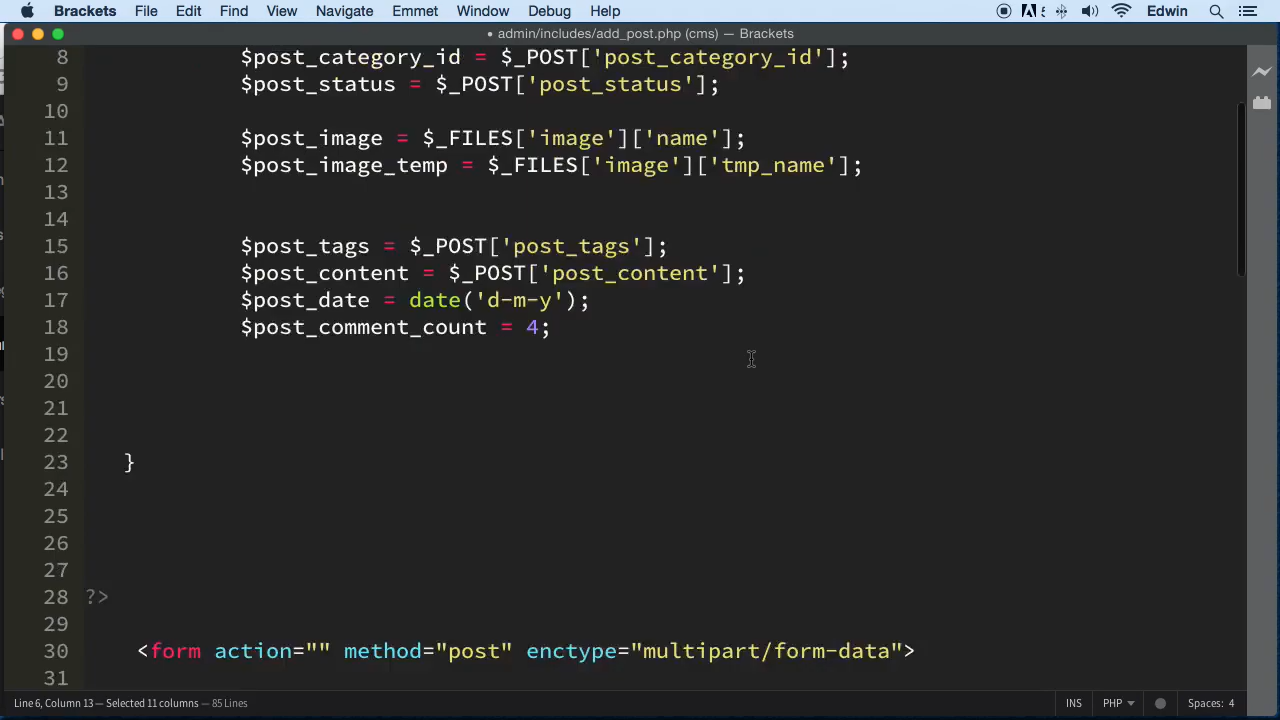 Brackets File Edit Find View Navigate Emmet Window Debug Help Edwin
• admin/includes/add_post.php (cms) — Brackets
8 $post_category_id = $_POST['post_category_id'];
9 $post_status = $_POST['post_status'];
10
11 $post_image = $_FILES['image']['name'];
12 $post_image_temp = $_FILES['image']['tmp_name'];
13
14
15 $post_tags = $_POST['post_tags'];
16 $post_content = $_POST['post_content'];
17 $post_date = date('d-m-y');
18 $post_comment_count = 4;
19
20
21
22
23 }
24
25
26
27
28 ?>
29
30 <form action="" method="post" enctype="multipart/form-data">
31
Line 6, Column 13 — Selected 11 columns — 85 Lines INS PHP Spaces: 4